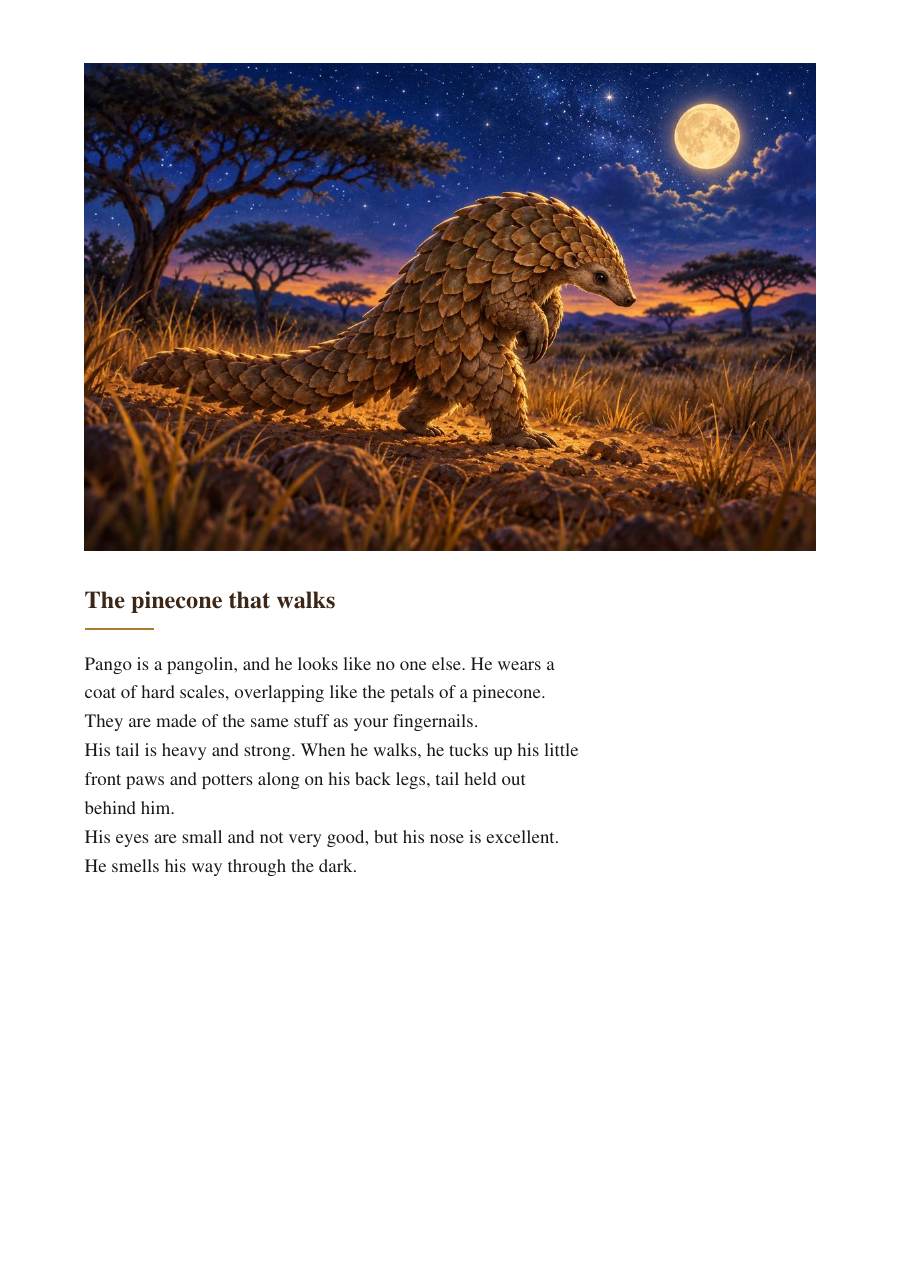 The pinecone that walks
Pango is a pangolin, and he looks like no one else. He wears a
coat of hard scales, overlapping like the petals of a pinecone.
They are made of the same stuff as your fingernails.
His tail is heavy and strong. When he walks, he tucks up his little
front paws and potters along on his back legs, tail held out
behind him.
His eyes are small and not very good, but his nose is excellent.
He smells his way through the dark.